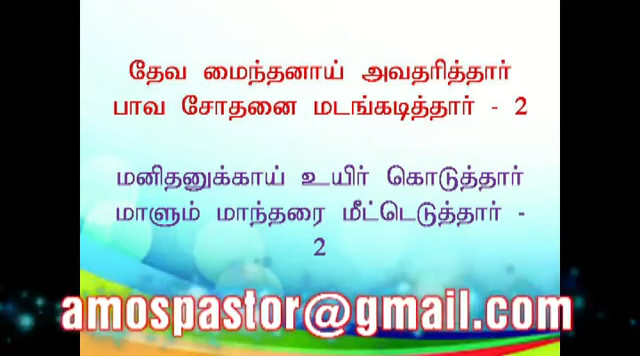 தேவ மைந்தனாய் அவதரித்தார்
பாவ சோதனை மடங்கடித்தார் - 2
மனிதனுக்காய் உயிர் கொடுத்தார்
மாளும் மாந்தரை மீட்டெடுத்தார் -
2
amospastor@gmail.com